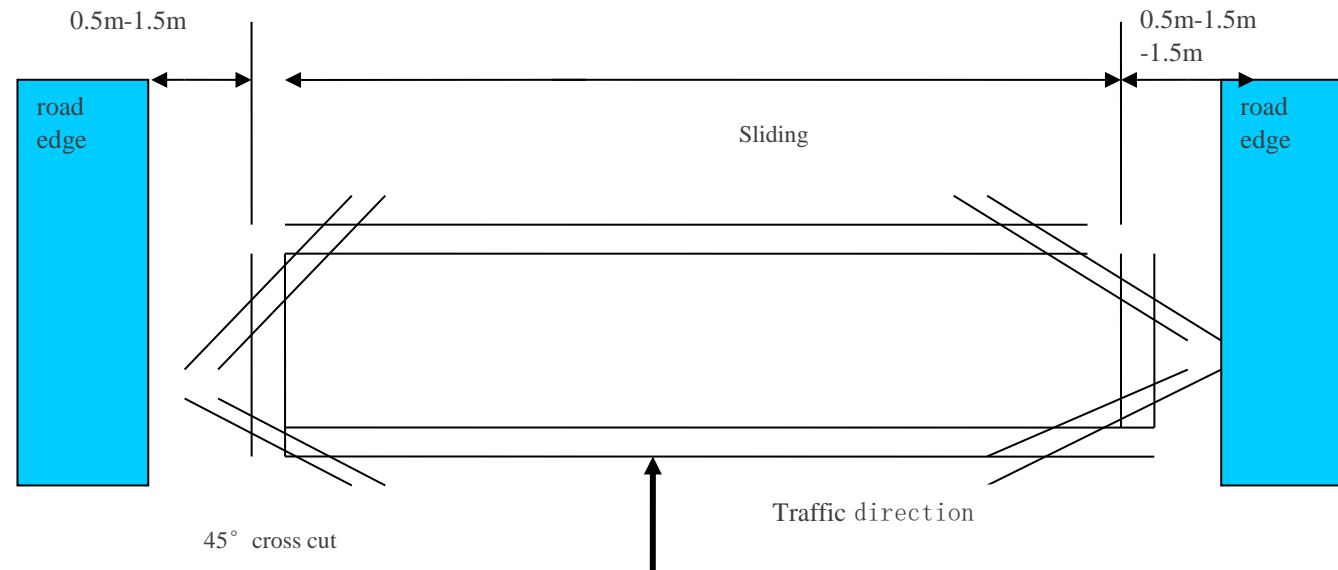 0.5m-1.5m
0.5m-1.5m
-1.5m
road
edge
road
edge
Sliding
Traffic direction
45° cross cut